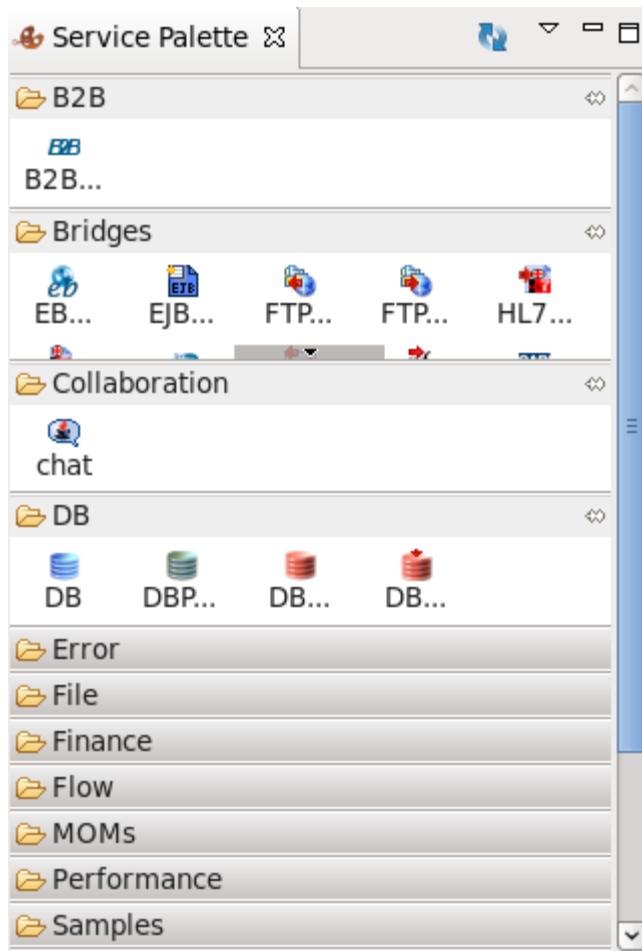 Service Palette
B2B
B2B
B2B...
Bridges
EB... EJB... FTP... FTP... HL7...
Collaboration
chat
DB
DB DBP... DB... DB...
Error
File
Finance
Flow
MOMs
Performance
Samples